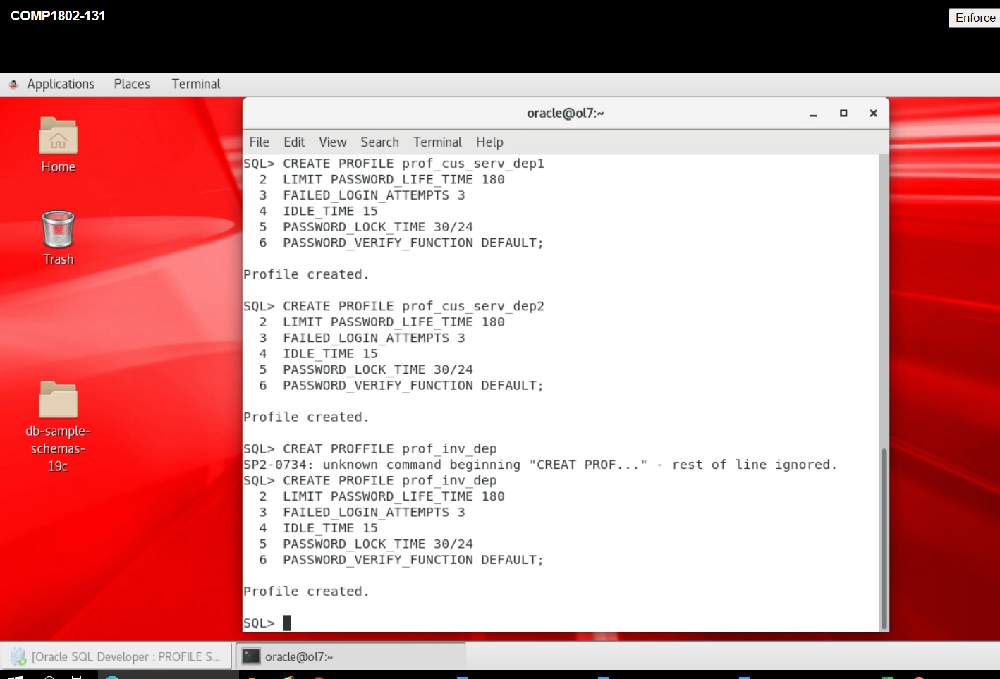 COMP1802-131
Enforce
Applications Places Terminal
Home
Trash
db-sample-
schemas-
19c
oracle@ol7:~
File Edit View Search Terminal Help
SQL> CREATE PROFILE prof_cus_serv_dep1
2 LIMIT PASSWORD_LIFE_TIME 180
3 FAILED_LOGIN_ATTEMPTS 3
4 IDLE_TIME 15
5 PASSWORD_LOCK_TIME 30/24
6 PASSWORD_VERIFY_FUNCTION DEFAULT;
Profile created.
SQL> CREATE PROFILE prof_cus_serv_dep2
2 LIMIT PASSWORD_LIFE_TIME 180
3 FAILED_LOGIN_ATTEMPTS 3
4 IDLE_TIME 15
5 PASSWORD_LOCK_TIME 30/24
6 PASSWORD_VERIFY_FUNCTION DEFAULT;
Profile created.
SQL> CREAT PROFFILE prof_inv_dep
SP2-0734: unknown command beginning "CREAT PROF..." - rest of line ignored.
SQL> CREATE PROFILE prof_inv_dep
2 LIMIT PASSWORD_LIFE_TIME 180
3 FAILED_LOGIN_ATTEMPTS 3
4 IDLE_TIME 15
5 PASSWORD_LOCK_TIME 30/24
6 PASSWORD_VERIFY_FUNCTION DEFAULT;
Profile created.
SQL>
[Oracle SQL Developer : PROFILE S...
oracle@ol7:~